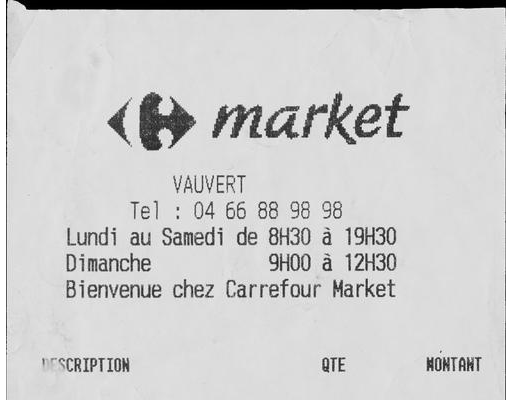 market
VAUVERT
Tel : 04 66 88 98 98
Lundi au Samedi de 8H30 à 19H30
Dimanche 9H00 à 12H30
Bienvenue chez Carrefour Market
DESCRIPTION QTE MONTANT